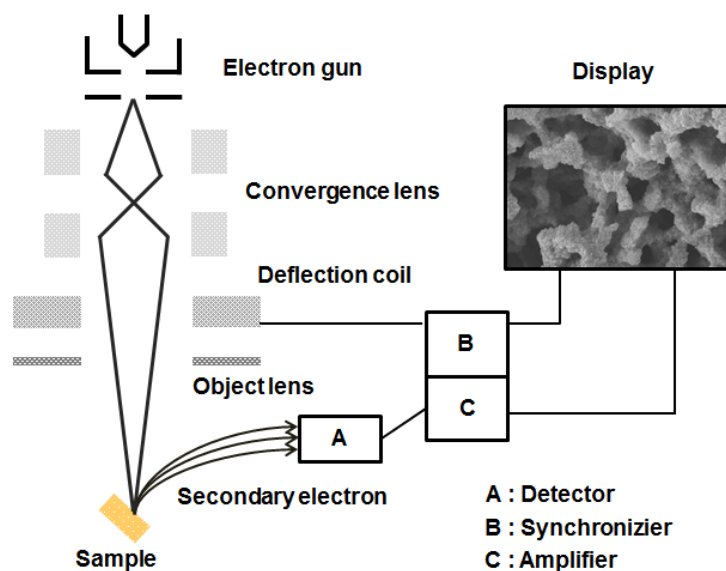 Electron gun
Display
Convergence lens
Deflection coil
B
Object lens
C
A
Secondary electron
Sample
A : Detector
B : Synchronizier
C : Amplifier